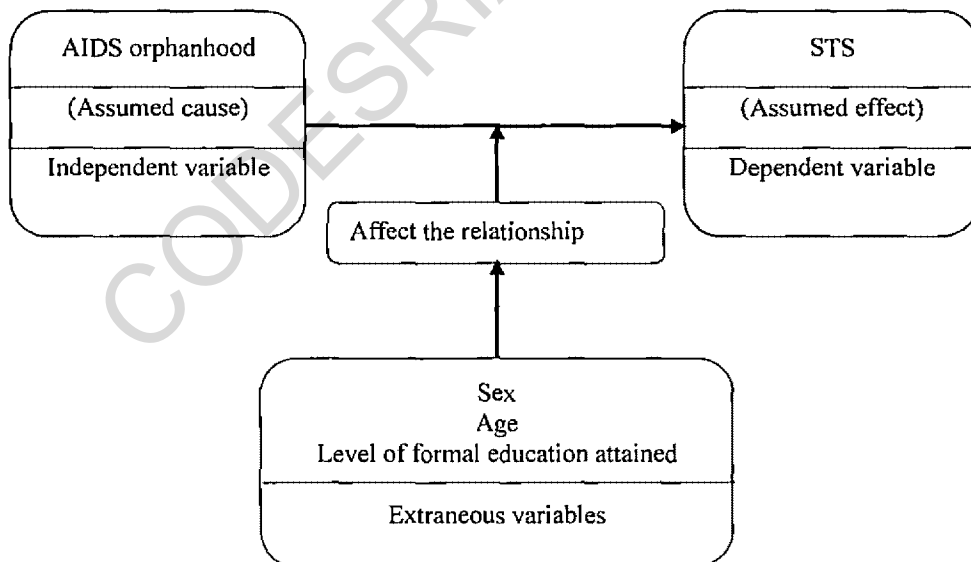 AIDS orphanhood
(Assumed cause)
Independent variable
STS
(Assumed effect)
Dependent variable
Affect the relationship
Sex
Age
Level of formal education attained
Extraneous variables